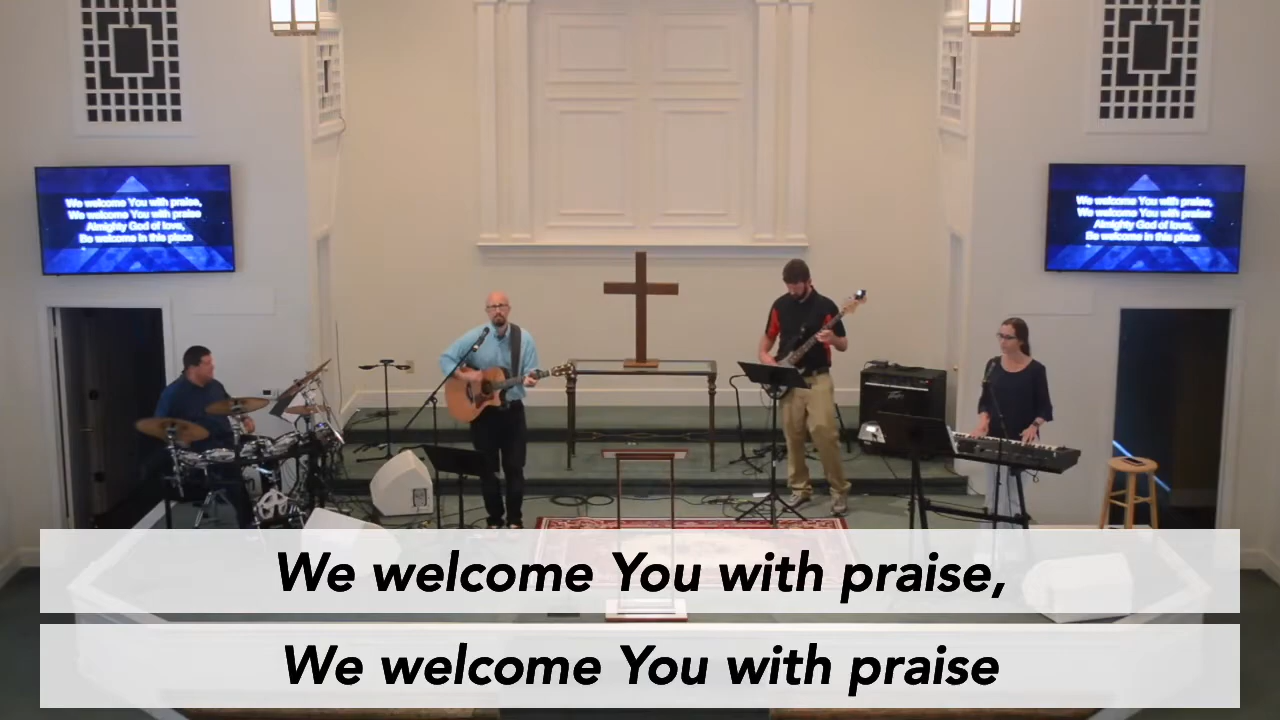 We welcome You with praise,
We welcome You with praise
Almighty God of love,
Be welcome in this place
We welcome You with praise,
We welcome You with praise
Almighty God of love,
Be welcome in this place
PEAVEY
We welcome You with praise,
We welcome You with praise